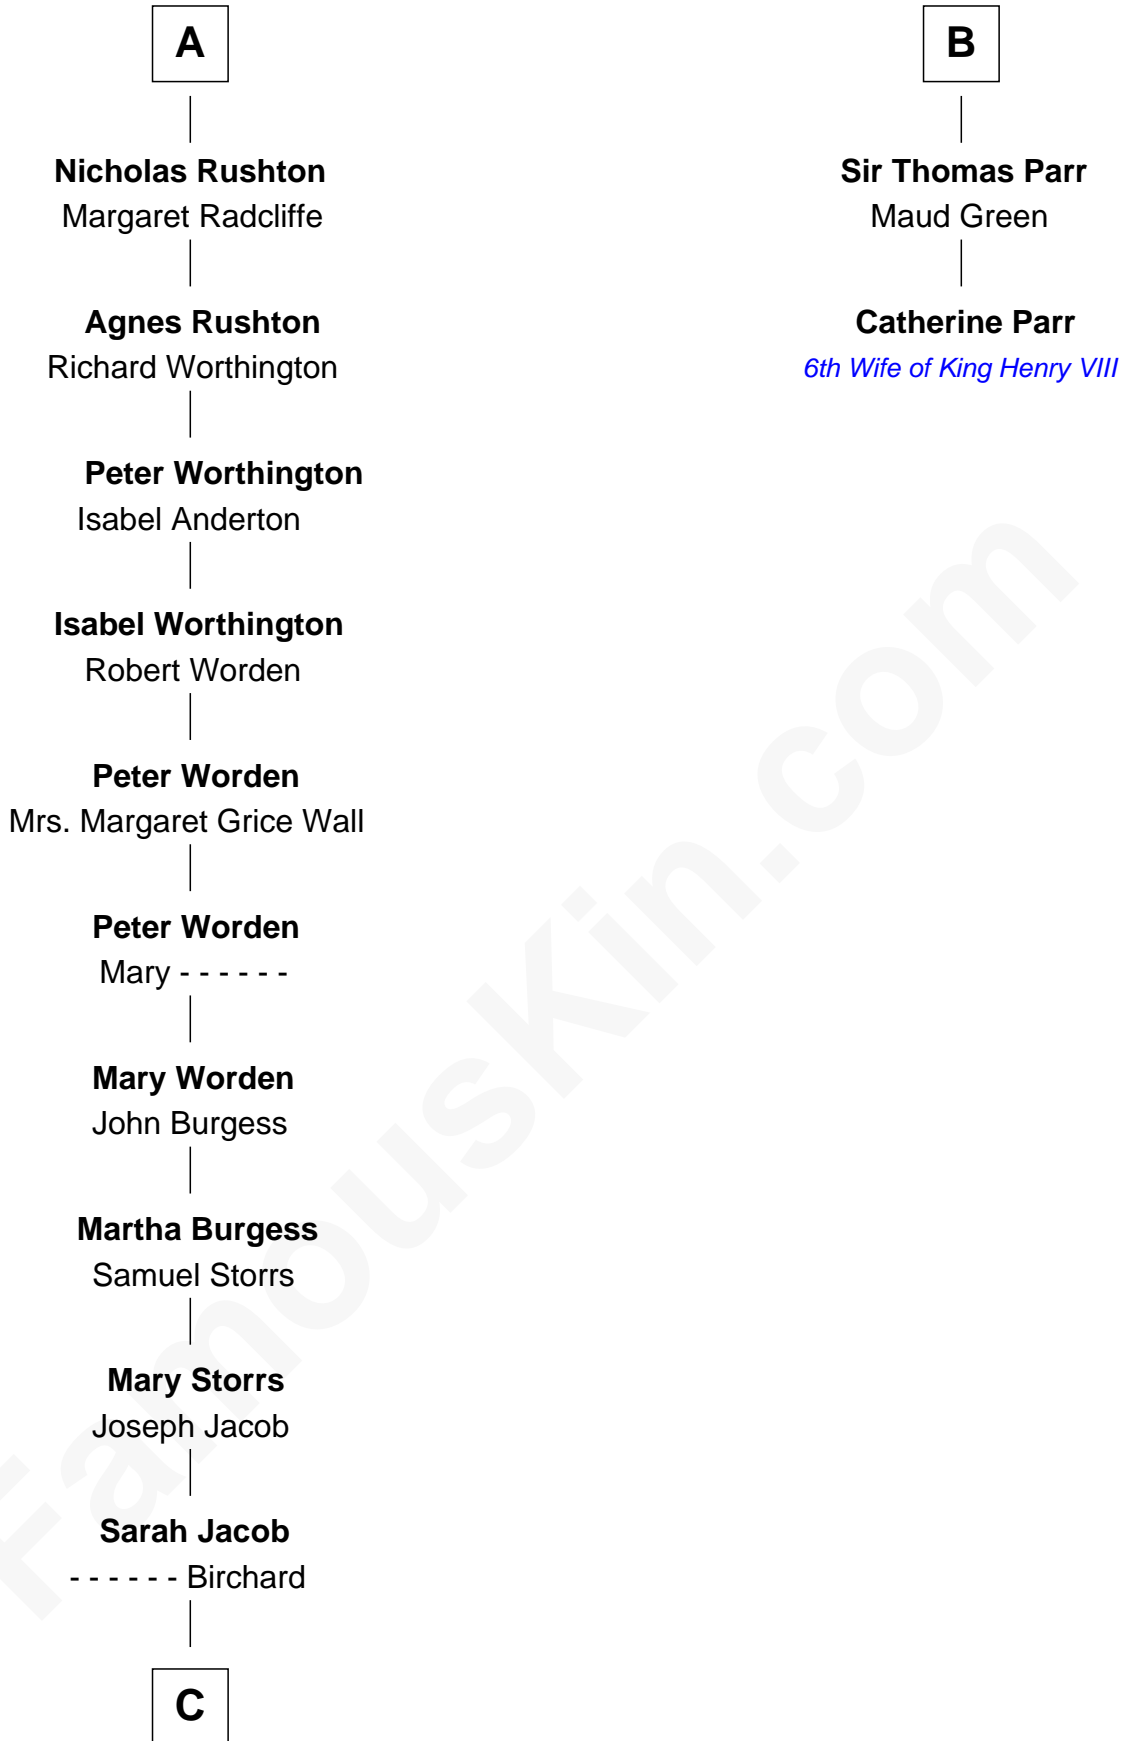 A
B
Nicholas Rushton
Margaret Radcliffe
Sir Thomas Parr
Maud Green
Agnes Rushton
Richard Worthington
Catherine Parr
6th Wife of King Henry VIII
Peter Worthington
Isabel Anderton
Isabel Worthington
Robert Worden
Peter Worden
Mrs. Margaret Grice Wall
Peter Worden
Mary - - - - - -
Mary Worden
John Burgess
Martha Burgess
Samuel Storrs
Mary Storrs
Joseph Jacob
Sarah Jacob
- - - - - - Birchard
C
FamousKin.com